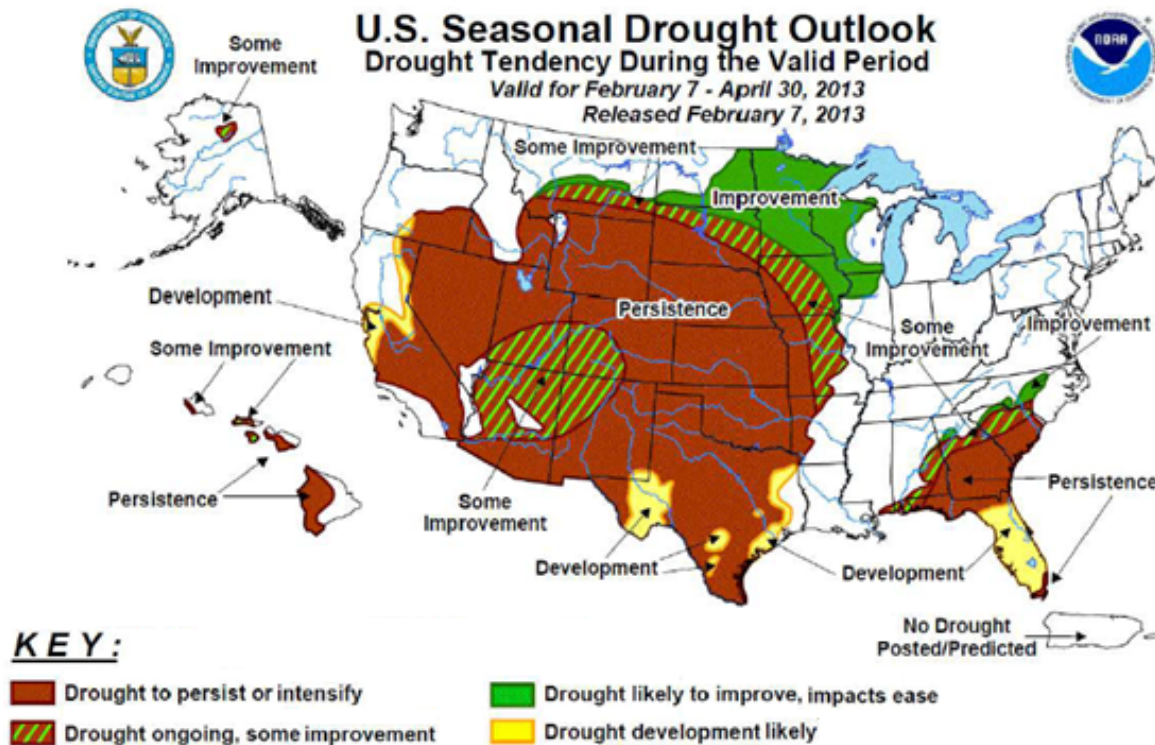 U.S. Seasonal Drought Outlook
Drought Tendency During the Valid Period
Valid for February 7 - April 30, 2013
Released February 7, 2013
NOAA
Some
Improvement
Some Improvement
Improvement
Development
Persistence
Some
Improvement
Improvement
Some Improvement
Persistence
Some
Improvement
Development
Development
Persistence
No Drought
Posted/Predicted
KEY:
Drought to persist or intensify
Drought ongoing, some improvement
Drought likely to improve, impacts ease
Drought development likely